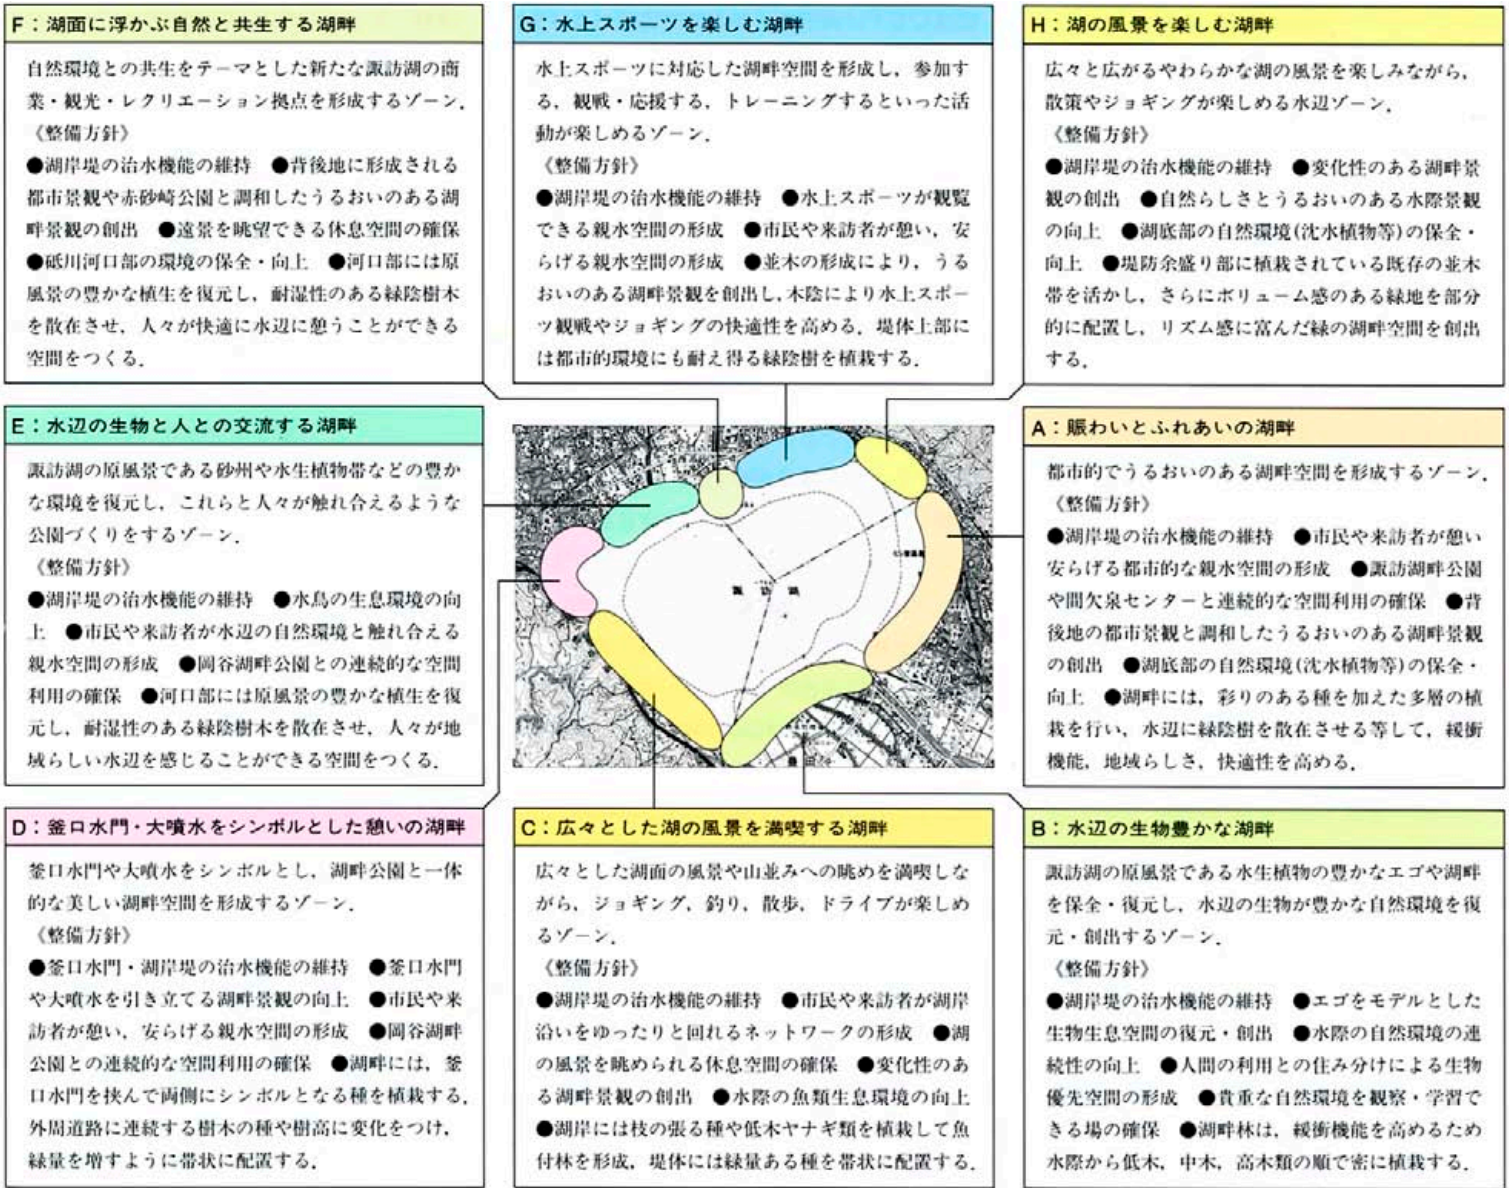 F：湖面に浮かぶ自然と共生する湖畔
自然環境との共生をテーマとした新たな諏訪湖の商
業・観光・レクリエーション拠点を形成するゾーン．
《整備方針》
●湖岸堤の治水機能の維持　●背後地に形成される
都市景観や赤砂崎公園と調和したうるおいのある湖
畔景観の創出　●遠景を眺望できる休息空間の確保
●砥川河口部の環境の保全・向上　●河口部には原
風景の豊かな植生を復元し，耐湿性のある緑陰樹木
を散在させ，人々が快適に水辺に憩うことができる
空間をつくる．
G：水上スポーツを楽しむ湖畔
水上スポーツに対応した湖畔空間を形成し，参加す
る，観戦・応援する，トレーニングするといった活
動が楽しめるゾーン．
《整備方針》
●湖岸堤の治水機能の維持　●水上スポーツが観覧
できる親水空間の形成　●市民や来訪者が憩い，安
らげる親水空間の形成　●並木の形成により，うる
おいのある湖畔景観を創出し，木陰により水上スポー
ツ観戦やジョギングの快適性を高める．堤体上部に
は都市的環境にも耐え得る緑陰樹を植栽する．
H：湖の風景を楽しむ湖畔
広々と広がるやわらかな湖の風景を楽しみながら，
散策やジョギングが楽しめる水辺ゾーン．
《整備方針》
●湖岸堤の治水機能の維持　●変化性のある湖畔景
観の創出　●自然らしさとうるおいのある水際景観
の向上　●湖底部の自然環境(沈水植物等)の保全・
向上　●堤防余盛り部に植栽されている既存の並木
帯を活かし，さらにボリューム感のある緑地を部分
的に配置し，リズム感に富んだ緑の湖畔空間を創出
する．
E：水辺の生物と人との交流する湖畔
諏訪湖の原風景である砂州や水生植物帯などの豊か
な環境を復元し，これらと人々が触れ合えるような
公園づくりをするゾーン．
《整備方針》
●湖岸堤の治水機能の維持　●水鳥の生息環境の向
上　●市民や来訪者が水辺の自然環境と触れ合える
親水空間の形成　●岡谷湖畔公園との連続的な空間
利用の確保　●河口部には原風景の豊かな植生を復
元し，耐湿性のある緑陰樹木を散在させ，人々が地
域らしい水辺を感じることができる空間をつくる．
諏訪湖
A：賑わいとふれあいの湖畔
都市的でうるおいのある湖畔空間を形成するゾーン．
《整備方針》
●湖岸堤の治水機能の維持　●市民や来訪者が憩い
安らげる都市的な親水空間の形成　●諏訪湖畔公園
や間欠泉センターと連続的な空間利用の確保　●背
後地の都市景観と調和したうるおいのある湖畔景観
の創出　●湖底部の自然環境(沈水植物等)の保全・
向上　●湖畔には，彩りのある種を加えた多層の植
栽を行い，水辺に緑陰樹を散在させる等して，緩衝
機能，地域らしさ，快適性を高める．
D：釜口水門・大噴水をシンボルとした憩いの湖畔
釜口水門や大噴水をシンボルとし，湖畔公園と一体
的な美しい湖畔空間を形成するゾーン．
《整備方針》
●釜口水門・湖岸堤の治水機能の維持　●釜口水門
や大噴水を引き立てる湖畔景観の向上　●市民や来
訪者が憩い，安らげる親水空間の形成　●岡谷湖畔
公園との連続的な空間利用の確保　●湖畔には，釜
口水門を挟んで両側にシンボルとなる種を植栽する．
外周道路に連続する樹木の種や樹高に変化をつけ，
緑量を増すように帯状に配置する．
C：広々とした湖の風景を満喫する湖畔
広々とした湖面の風景や山並みへの眺めを満喫しな
がら，ジョギング，釣り，散歩，ドライブが楽しめ
るゾーン．
《整備方針》
●湖岸堤の治水機能の維持　●市民や来訪者が湖岸
沿いをゆったりと回れるネットワークの形成　●湖
の風景を眺められる休息空間の確保　●変化性のあ
る湖畔景観の創出　●水際の魚類生息環境の向上
●湖岸には枝の張る種や低木ヤナギ類を植栽して魚
付林を形成，堤体には緑量ある種を帯状に配置する．
B：水辺の生物豊かな湖畔
諏訪湖の原風景である水生植物の豊かなエゴや湖畔
を保全・復元し，水辺の生物が豊かな自然環境を復
元・創出するゾーン．
《整備方針》
●湖岸堤の治水機能の維持　●エゴをモデルとした
生物生息空間の復元・創出　●水際の自然環境の連
続性の向上　●人間の利用との住み分けによる生物
優先空間の形成　●貴重な自然環境を観察・学習で
きる場の確保　●湖畔林は，緩衝機能を高めるため
水際から低木，中木，高木類の順で密に植栽する．